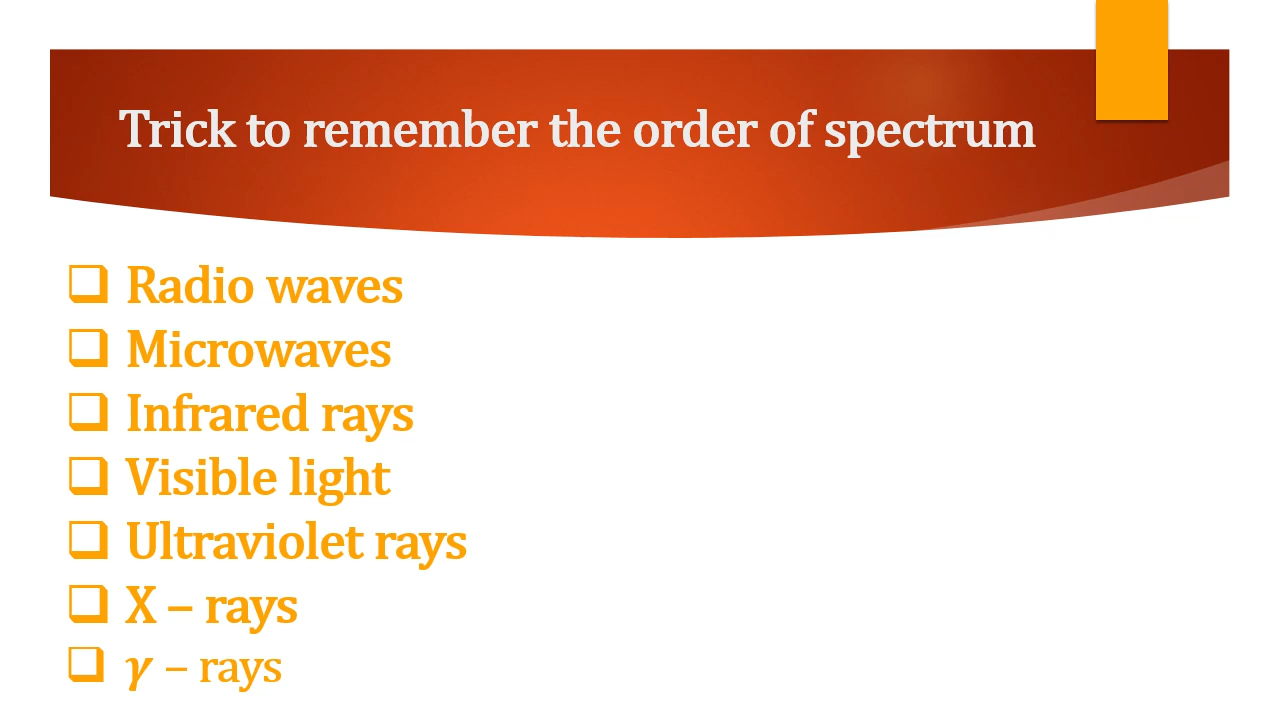 Trick to remember the order of spectrum
Radio waves
Microwaves
Infrared rays
Visible light
Ultraviolet rays
X – rays
γ – rays